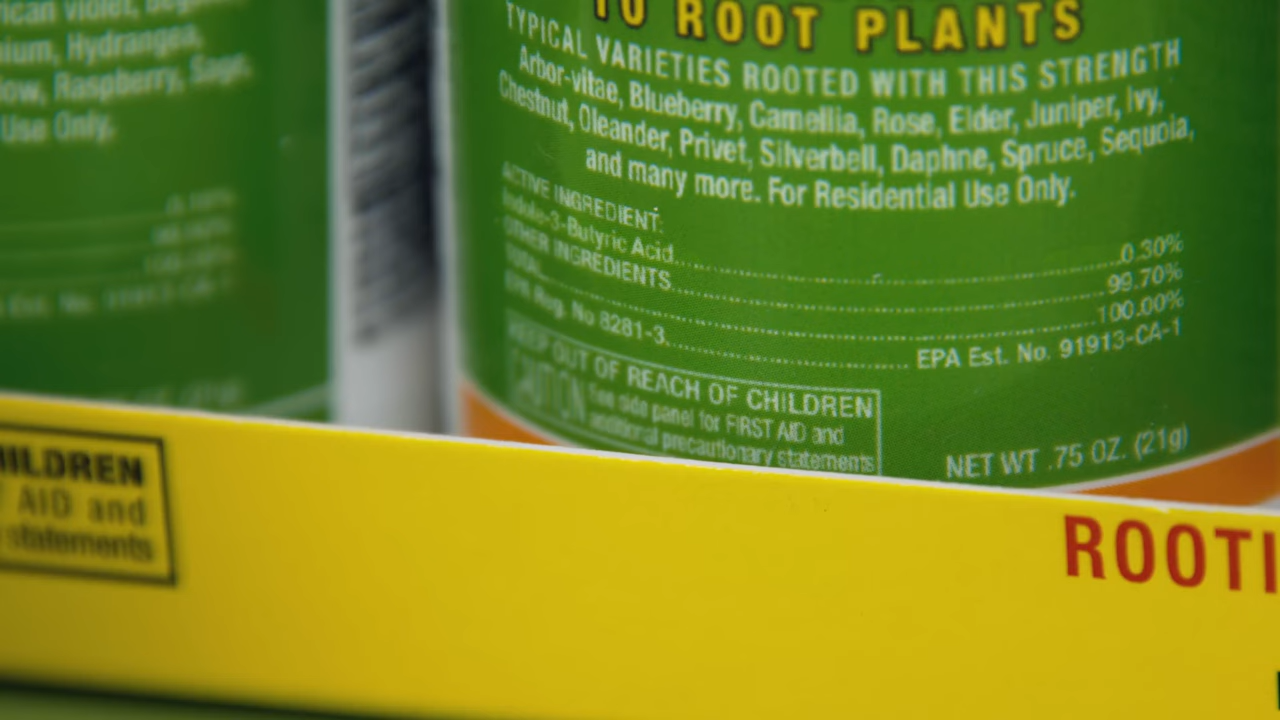 ium, Hydrangea,
ow, Raspberry, Sage,
Use Only.
TO ROOT PLANTS
TYPICAL VARIETIES ROOTED WITH THIS STRENGTH
Arbor-vitae, Blueberry, Camellia, Rose, Elder, Juniper, Ivy,
Chestnut, Oleander, Privet, Silverbell, Daphne, Spruce, Sequoia,
and many more. For Residential Use Only.
ACTIVE INGREDIENT:
Indole-3-Butyric Acid 0.30%
OTHER INGREDIENTS 99.70%
TOTAL 100.00%
EPA Reg. No 8281-3 EPA Est. No. 91913-CA-1
KEEP OUT OF REACH OF CHILDREN
CAUTION See side panel for FIRST AID and
additional precautionary statements
NET WT .75 OZ. (21g)
HILDREN
AID and
statements
ROOTI